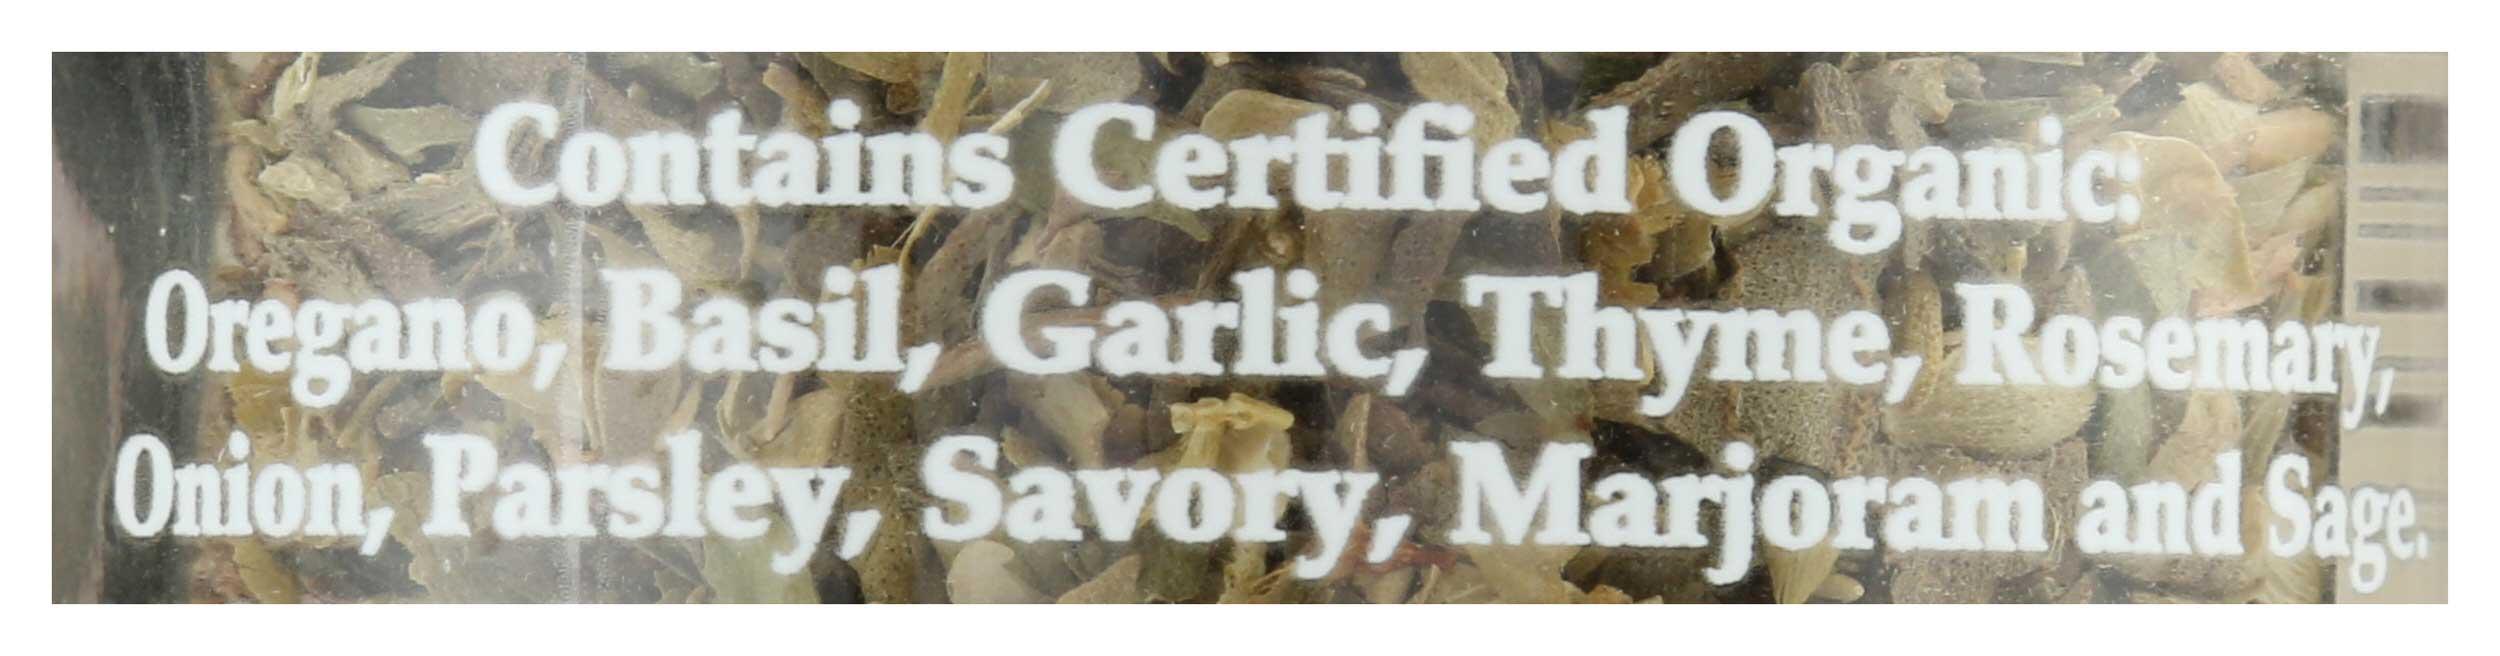 Contains Certified Organic:
Oregano, Basil, Garlic, Thyme, Rosemary,
Onion, Parsley, Savory, Marjoram and Sage.